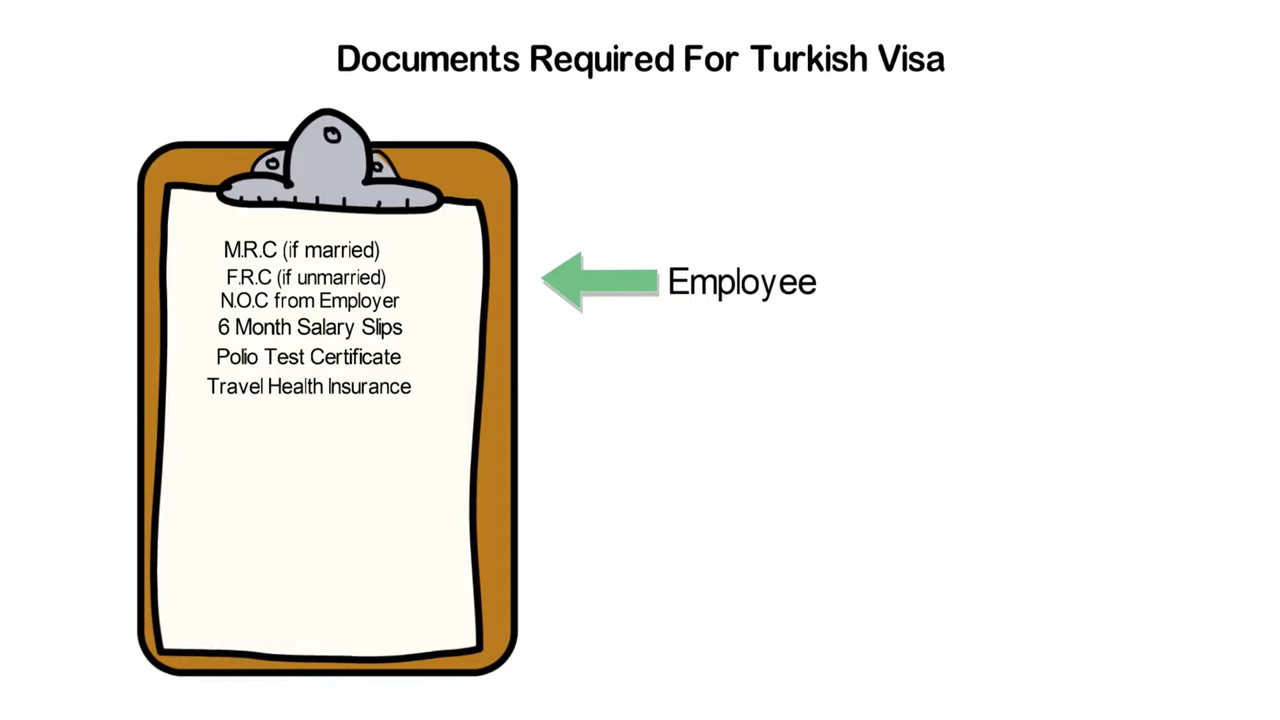 Documents Required For Turkish Visa
M.R.C (if married)
F.R.C (if unmarried)
N.O.C from Employer
6 Month Salary Slips
Polio Test Certificate
Travel Health Insurance
Employee